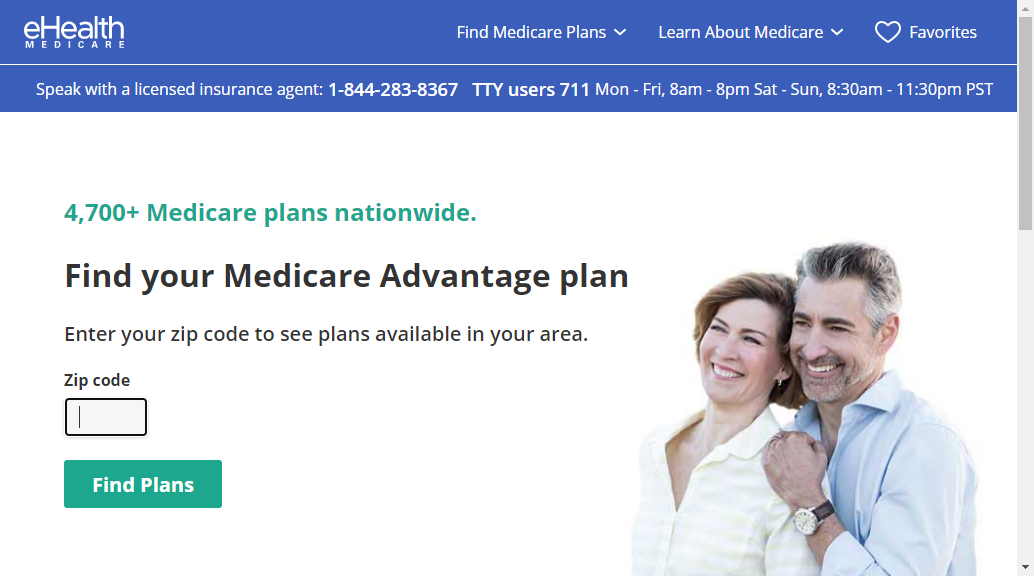 eHealth
MEDICARE
Find Medicare Plans
Learn About Medicare
Favorites
Speak with a licensed insurance agent: 1-844-283-8367 TTY users 711 Mon - Fri, 8am - 8pm Sat - Sun, 8:30am - 11:30pm PST
4,700+ Medicare plans nationwide.
Find your Medicare Advantage plan
Enter your zip code to see plans available in your area.
Zip code
Find Plans